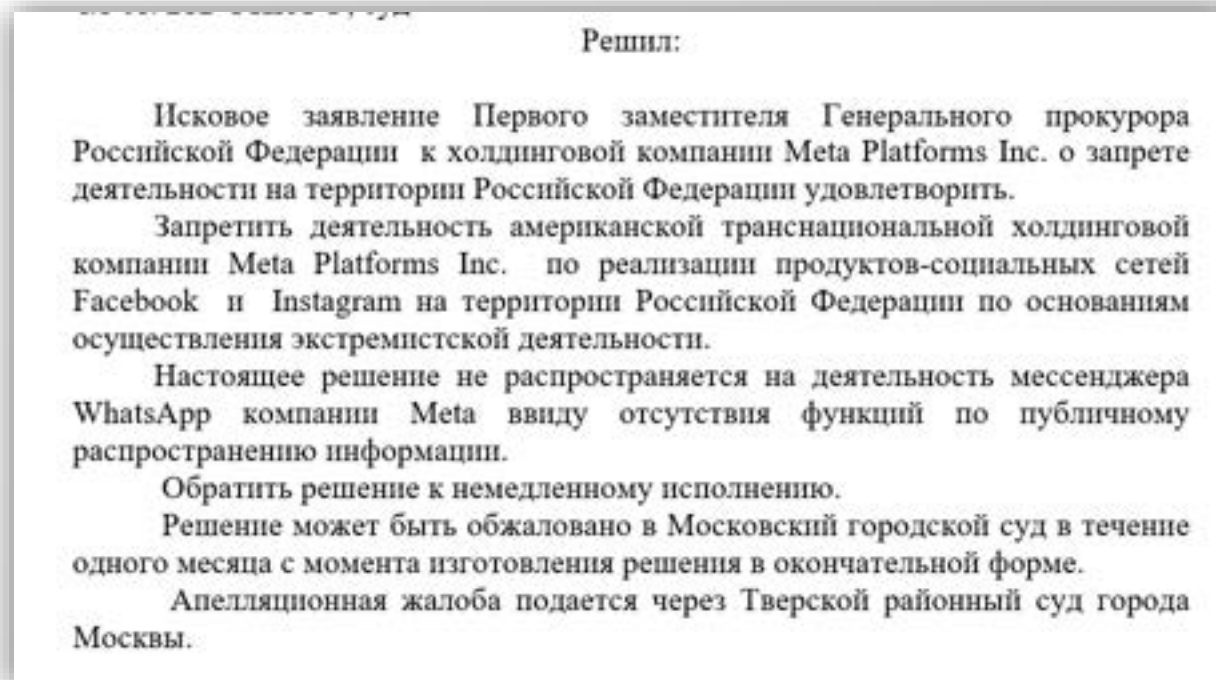 Решил:
Исковое заявление Первого заместителя Генерального прокурора
Российской Федерации к холдинговой компании Meta Platforms Inc. о запрете
деятельности на территории Российской Федерации удовлетворить.
Запретить деятельность американской транснациональной холдинговой
компании Meta Platforms Inc. по реализации продуктов-социальных сетей
Facebook и Instagram на территории Российской Федерации по основаниям
осуществления экстремистской деятельности.
Настоящее решение не распространяется на деятельность мессенджера
WhatsApp компании Meta ввиду отсутствия функций по публичному
распространению информации.
Обратить решение к немедленному исполнению.
Решение может быть обжаловано в Московский городской суд в течение
одного месяца с момента изготовления решения в окончательной форме.
Апелляционная жалоба подается через Тверской районный суд города
Москвы.